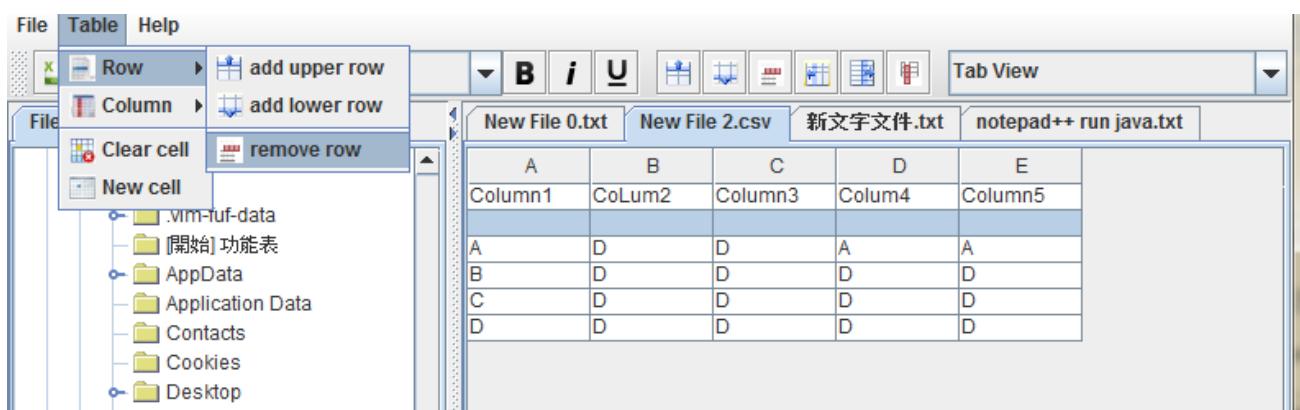 File Table Help
Row add upper row B i U Tab View
Column add lower row
File New File 0.txt New File 2.csv 新文字文件.txt notepad++ run java.txt
Clear cell remove row
A B C D E
New cell
Column1 CoLum2 Column3 Colum4 Column5
.vim-fuf-data
[開始] 功能表
A D D A A
AppData
B D D D D
Application Data
C D D D D
Contacts
D D D D D
Cookies
Desktop